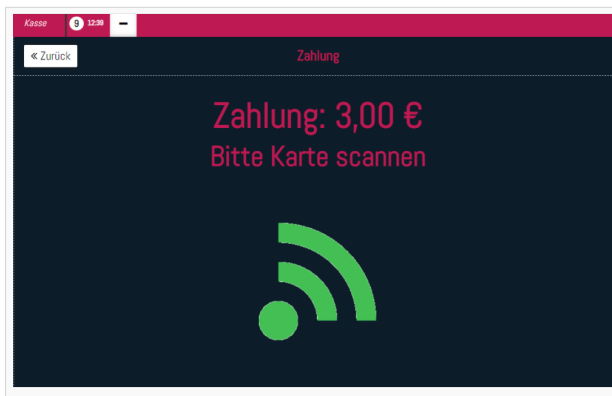 Kasse 9 12:39
« Zurück Zahlung
Zahlung: 3,00 €
Bitte Karte scannen